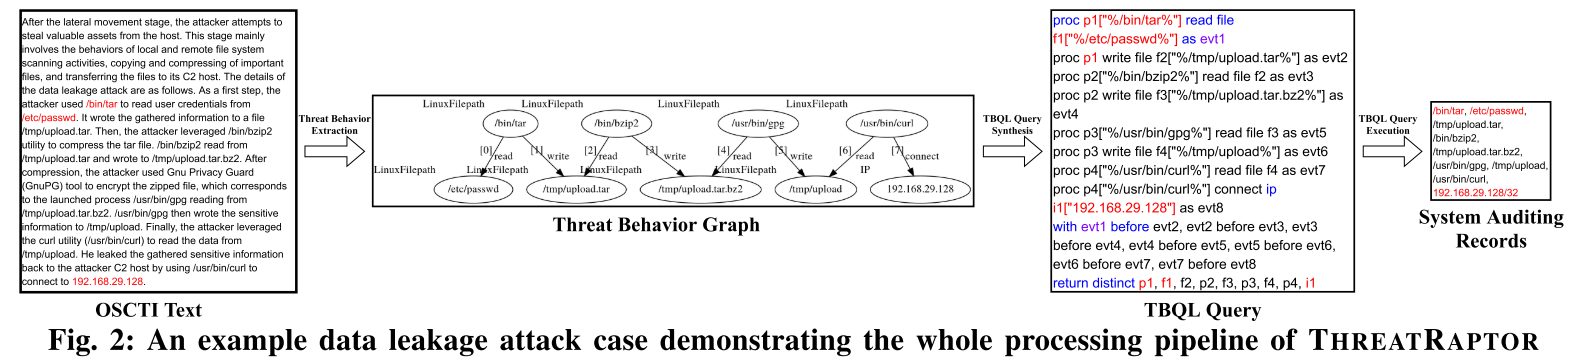 After the lateral movement stage, the attacker attempts to
steal valuable assets from the host. This stage mainly
involves the behaviors of local and remote file system
scanning activities, copying and compressing of important
files, and transferring the files to its C2 host. The details of
the data leakage attack are as follows. As a first step, the
attacker used /bin/tar to read user credentials from
/etc/passwd. It wrote the gathered information to a file
/tmp/upload.tar. Then, the attacker leveraged /bin/bzip2
utility to compress the tar file. /bin/bzip2 read from
/tmp/upload.tar and wrote to /tmp/upload.tar.bz2. After
compression, the attacker used Gnu Privacy Guard
(GnuPG) tool to encrypt the zipped file, which corresponds
to the launched process /usr/bin/gpg reading from
/tmp/upload.tar.bz2. /usr/bin/gpg then wrote the sensitive
information to /tmp/upload. Finally, the attacker leveraged
the curl utility (/usr/bin/curl) to read the data from
/tmp/upload. He leaked the gathered sensitive information
back to the attacker C2 host by using /usr/bin/curl to
connect to 192.168.29.128.
OSCTI Text
Threat Behavior
Extraction
LinuxFilepath LinuxFilepath LinuxFilepath LinuxFilepath
/bin/tar /bin/bzip2 /usr/bin/gpg /usr/bin/curl
[0] read [1] write [2] read [3] write [4] read [5] write [6] read [7] connect
LinuxFilepath LinuxFilepath LinuxFilepath LinuxFilepath IP
/etc/passwd /tmp/upload.tar /tmp/upload.tar.bz2 /tmp/upload 192.168.29.128
Threat Behavior Graph
TBQL Query
Synthesis
proc p1["%/bin/tar%"] read file
f1["%/etc/passwd%"] as evt1
proc p1 write file f2["%/tmp/upload.tar%"] as evt2
proc p2["%/bin/bzip2%"] read file f2 as evt3
proc p2 write file f3["%/tmp/upload.tar.bz2%"] as
evt4
proc p3["%/usr/bin/gpg%"] read file f3 as evt5
proc p3 write file f4["%/tmp/upload%"] as evt6
proc p4["%/usr/bin/curl%"] read file f4 as evt7
proc p4["%/usr/bin/curl%"] connect ip
i1["192.168.29.128"] as evt8
with evt1 before evt2, evt2 before evt3, evt3
before evt4, evt4 before evt5, evt5 before evt6,
evt6 before evt7, evt7 before evt8
return distinct p1, f1, f2, p2, f3, p3, f4, p4, i1
TBQL Query
TBQL Query
Execution
/bin/tar, /etc/passwd,
/tmp/upload.tar,
/bin/bzip2,
/tmp/upload.tar.bz2,
/usr/bin/gpg, /tmp/upload,
/usr/bin/curl,
192.168.29.128/32
System Auditing
Records
Fig. 2: An example data leakage attack case demonstrating the whole processing pipeline of THREATRAPTOR